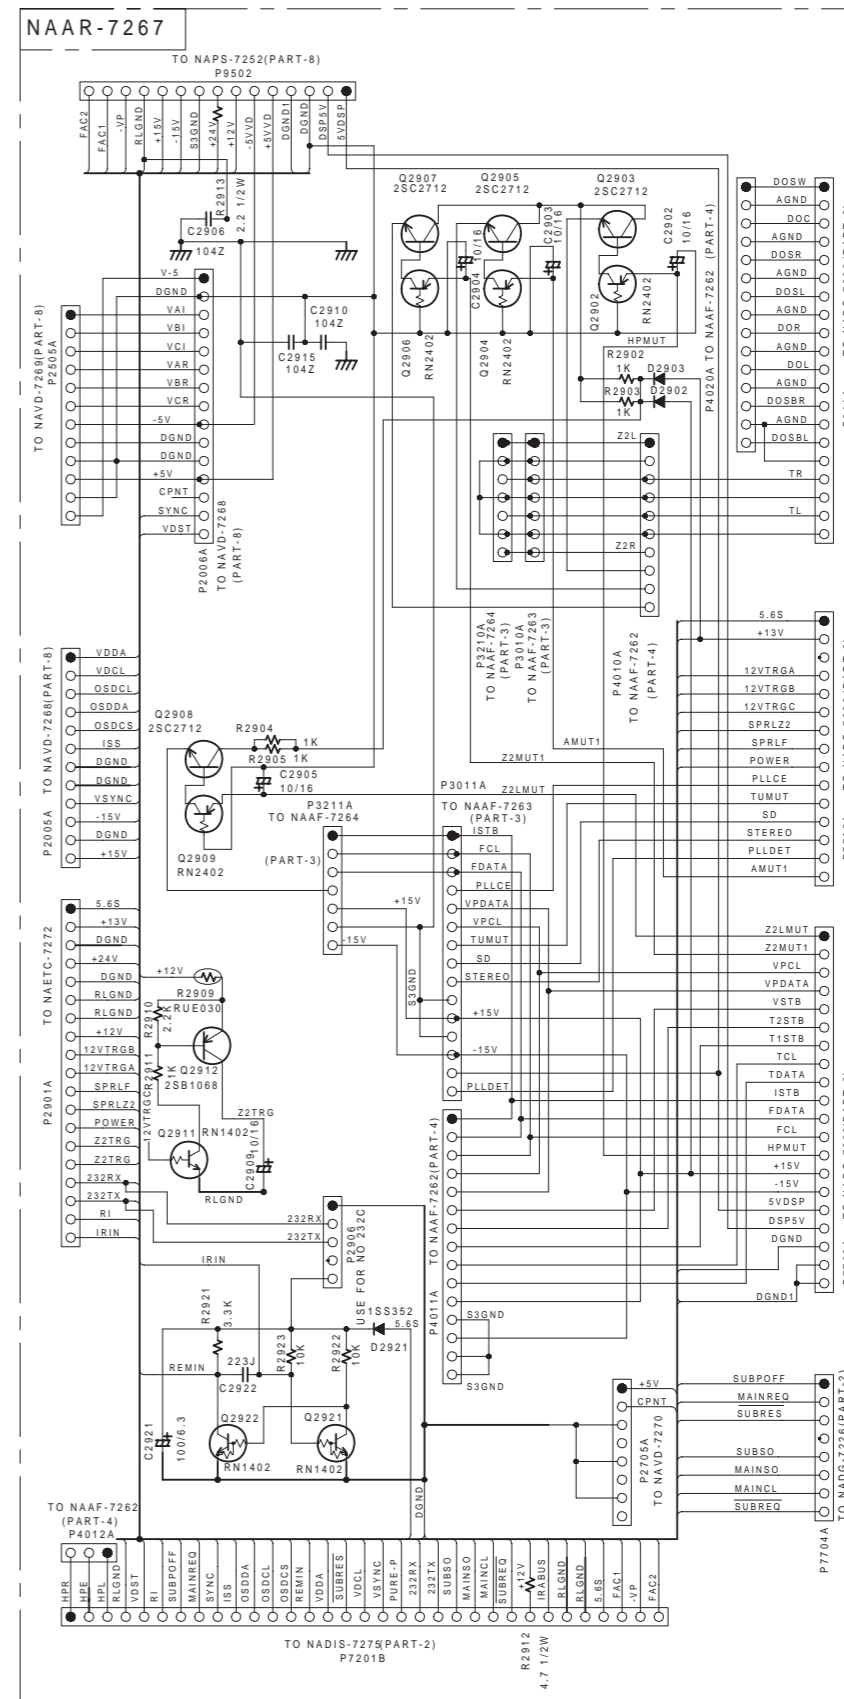 NAAR-7267
TO NAPS-7252(PART-8)
P9502
FAC2
FAC1
-VP
RLGND
+15V
-15V
S3GND
+24V
+12V
-5VVD
+5VVD
DGND1
DGND
DSP5V
5VDSP
R2913
2.2 1/2W
C2906
104Z
Q2907
2SC2712
Q2905
2SC2712
Q2903
2SC2712
C2904
10/16
C2903
10/16
C2902
10/16
Q2906
RN2402
Q2904
RN2402
Q2902
RN2402
HPMUT
R2902
1K
D2903
R2903
1K
D2902
P4020A TO NAAF-7262 (PART-4)
DOSW
AGND
DOC
AGND
DOSR
AGND
DOSL
AGND
DOR
AGND
DOL
AGND
DOSBR
AGND
DOSBL
TR
TL
V-5
DGND
VAI
VBI
VCI
VAR
VBR
VCR
-5V
DGND
DGND
+5V
CPNT
SYNC
VDST
TO NAVD-7269(PART-8)
P2505A
P2006A
TO NAVD-7268
(PART-8)
C2910
104Z
C2915
104Z
Z2L
Z2R
P3210A
TO NAAF-7264
(PART-3)
P3010A
TO NAAF-7263
(PART-3)
P4010A
TO NAAF-7262
(PART-4)
5.6S
+13V
12VTRGA
12VTRGB
12VTRGC
SPRLZ2
SPRLF
POWER
PLLCE
TUMUT
SD
STEREO
PLLDET
AMUT1
VDDA
VDCL
OSDCL
OSDDA
OSDCS
ISS
DGND
DGND
VSYNC
-15V
DGND
+15V
P2005A TO NAVD-7268(PART-8)
Q2908
2SC2712
R2904
1K
R2905 1K
C2905
10/16
Q2909
RN2402
AMUT1
Z2MUT1
Z2LMUT
P3211A
TO NAAF-7264
(PART-3)
P3011A
TO NAAF-7263
(PART-3)
ISTB
FCL
FDATA
PLLCE
VPDATA
VPCL
TUMUT
SD
STEREO
S3GND
+15V
-15V
PLLDET
+15V
-15V
5.6S
+13V
DGND
+24V
DGND
RLGND
RLGND
+12V
12VTRGB
12VTRGA
SPRLF
SPRLZ2
POWER
Z2TRG
Z2TRG
232RX
232TX
RI
IRIN
P2901A TO NAETC-7272
+12V
R2909
RUE030
R2910
2.2K
R2911
1K
Q2912
2SB1068
12VTRGC
Q2911
RN1402
Z2TRG
C2909
10/16
RLGND
Z2LMUT
Z2MUT1
VPCL
VPDATA
VSTB
T2STB
T1STB
TCL
TDATA
ISTB
FDATA
FCL
HPMUT
+15V
-15V
5VDSP
DSP5V
DGND
DGND1
232RX
232TX
P2906
USE FOR NO 232C
P4011A TO NAAF-7262(PART-4)
S3GND
S3GND
IRIN
R2921
3.3K
REMIN
223J
C2922
R2923
10K
R2922
10K
1SS352
5.6S
D2921
C2921
100/6.3
Q2922
RN1402
Q2921
RN1402
DGND
+5V
CPNT
P2705A
TO NAVD-7270
SUBPOFF
MAINREQ
SUBRES
SUBSO
MAINSO
MAINCL
SUBREQ
P7704A
TO NADG-7226(PART-2)
TO NAAF-7262
(PART-4)
P4012A
HPR
HPE
HPL
RLGND
VDST
RI
SUBPOFF
MAINREQ
SYNC
ISS
OSDDA
OSDCL
OSDCS
REMIN
VDDA
SUBRES
VDCL
VSYNC
PURE-P
232RX
232TX
SUBSO
MAINSO
MAINCL
SUBREQ
+12V
IRABUS
RLGND
RLGND
5.6S
FAC1
-VP
FAC2
TO NADIS-7275(PART-2)
P7201B
R2912
4.7 1/2W